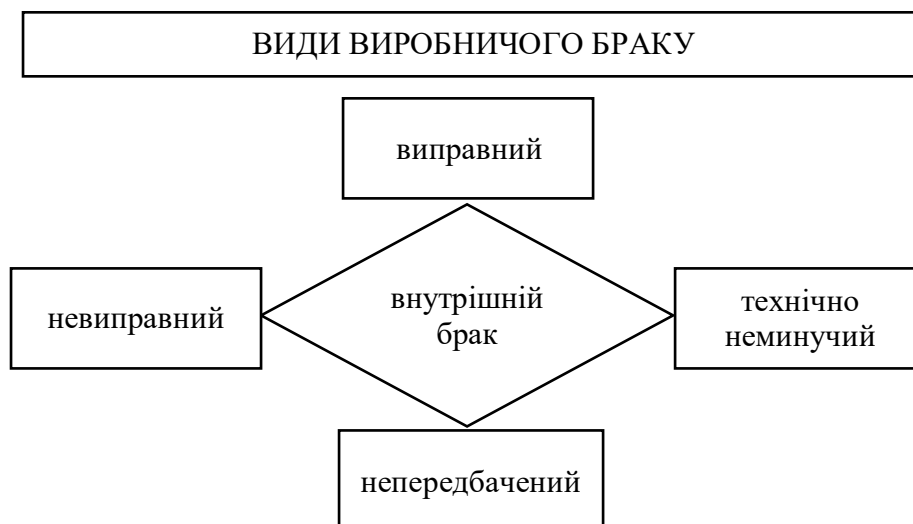 ВИДИ ВИРОБНИЧОГО БРАКУ
виправний
невиправний
внутрішній
брак
технічно
неминучий
непередбачений